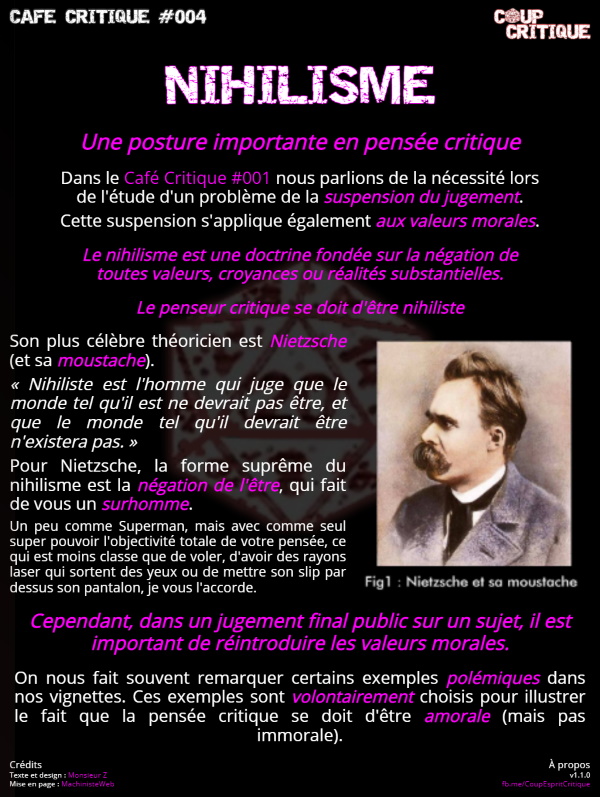 CAFE CRITIQUE #004
COUP
CRITIQUE
NIHILISME
Une posture importante en pensée critique
Dans le Café Critique #001 nous parlions de la nécessité lors
de l'étude d'un problème de la suspension du jugement.
Cette suspension s'applique également aux valeurs morales.
Le nihilisme est une doctrine fondée sur la négation de
toutes valeurs, croyances ou réalités substantielles.
Le penseur critique se doit d'être nihiliste
Son plus célèbre théoricien est Nietzsche
(et sa moustache).
« Nihiliste est l'homme qui juge que le
monde tel qu'il est ne devrait pas être, et
que le monde tel qu'il devrait être
n'existera pas. »
Pour Nietzsche, la forme suprême du
nihilisme est la négation de l'être, qui fait
de vous un surhomme.
Un peu comme Superman, mais avec comme seul
super pouvoir l'objectivité totale de votre pensée, ce
qui est moins classe que de voler, d'avoir des rayons
laser qui sortent des yeux ou de mettre son slip par
dessus son pantalon, je vous l'accorde.
Fig1 : Nietzsche et sa moustache
Cependant, dans un jugement final public sur un sujet, il est
important de réintroduire les valeurs morales.
On nous fait souvent remarquer certains exemples polémiques dans
nos vignettes. Ces exemples sont volontairement choisis pour illustrer
le fait que la pensée critique se doit d'être amorale (mais pas
immorale).
Crédits
Texte et design : Monsieur Z
Mise en page : MachinisteWeb
À propos
v1.1.0
fb.me/CoupEspritCritique